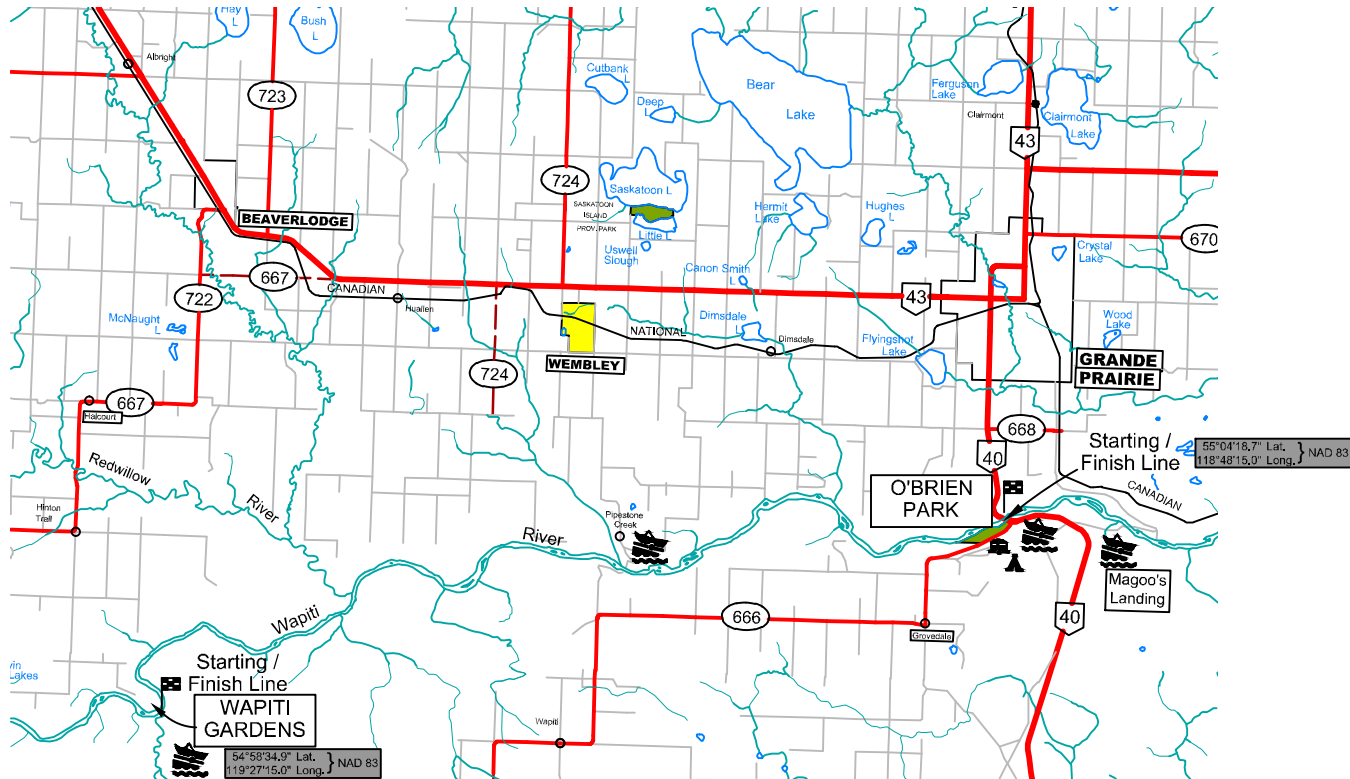 Hay
L
Bush
L
Albright
723
Cutbank
L
Deep
L
Bear
Lake
Ferguson
Lake
Clairmont
Clairmont
Lake
43
724
Saskatoon L
SASKATOON
ISLAND
PROV. PARK
Little L
Uswell
Slough
Hermit
Lake
Hughes
L
BEAVERLODGE
670
Crystal
Lake
667
Canon Smith
L
722
CANADIAN
Huallen
43
McNaught
L
NATIONAL
Dimsdale
L
Dimsdale
Flyingshot
Lake
Wood
Lake
WEMBLEY
GRANDE
PRAIRIE
724
667
Halcourt
668
Starting /
Finish Line
55°04'18.7" Lat.
118°48'15.0" Long.
} NAD 83
40
Redwillow
River
O'BRIEN
PARK
CANADIAN
Hinton
Trail
Pipestone
Creek
River
Magoo's
Landing
Wapiti
666
40
Grovedale
vin
Lakes
Starting /
Finish Line
WAPITI
GARDENS
Wapiti
54°58'34.9" Lat.
119°27'15.0" Long.
} NAD 83